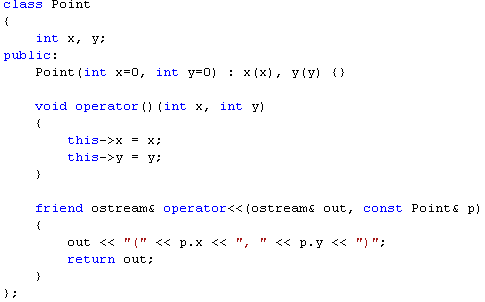 class Point
{
    int x, y;
public:
    Point(int x=0, int y=0) : x(x), y(y) {}

    void operator()(int x, int y)
    {
        this->x = x;
        this->y = y;
    }

    friend ostream& operator<<(ostream& out, const Point& p)
    {
        out << "(" << p.x << ", " << p.y << ")";
        return out;
    }
};